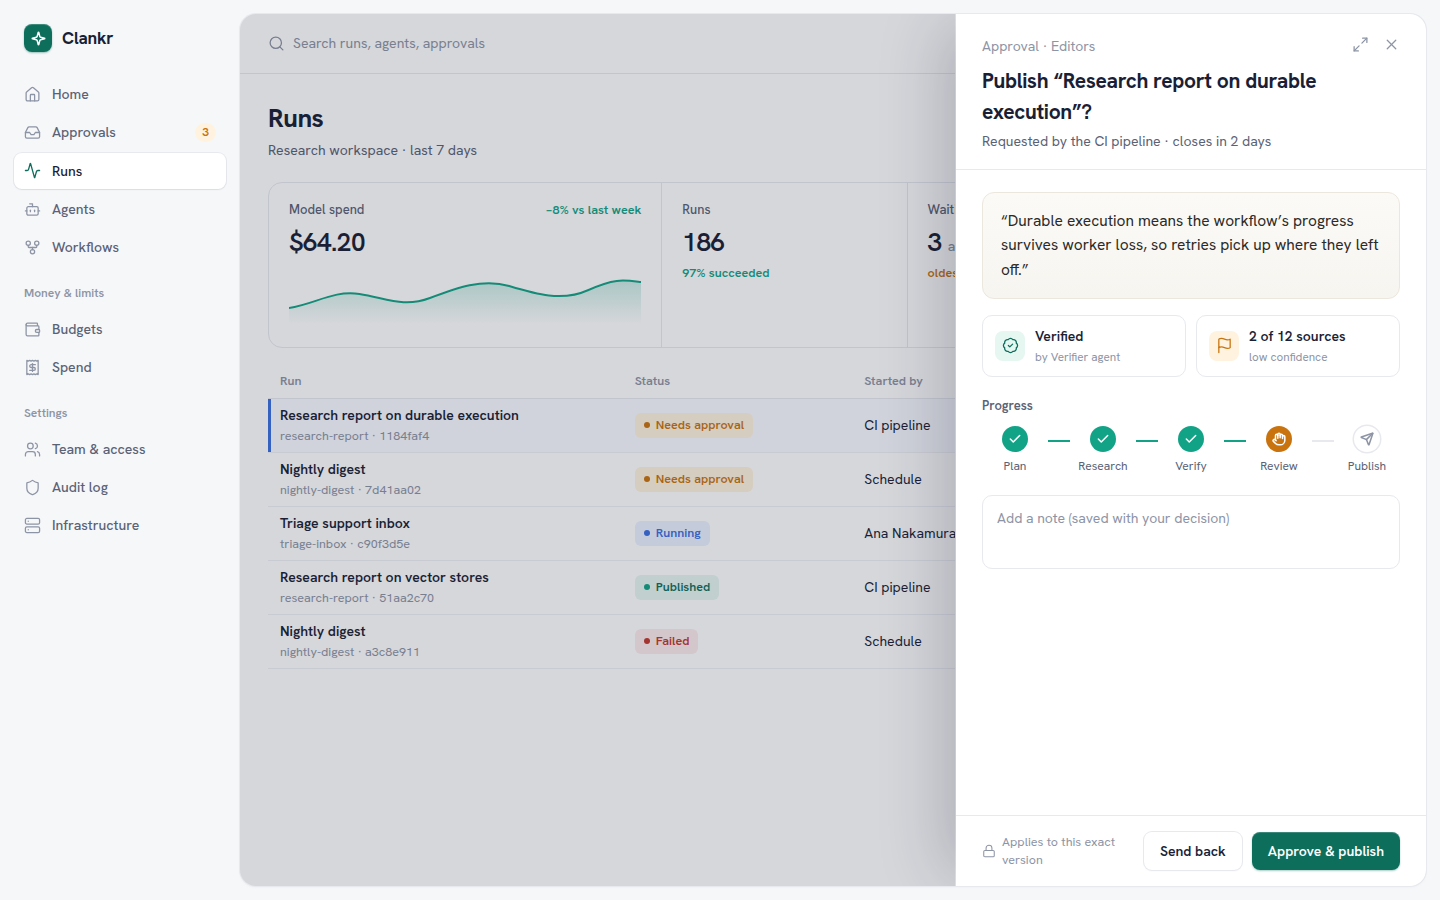 Clankr
Home
Approvals 3
Runs
Agents
Workflows
Money & limits
Budgets
Spend
Settings
Team & access
Audit log
Infrastructure
Search runs, agents, approvals
Runs
Research workspace · last 7 days
Model spend
−8% vs last week
$64.20
Runs
186
97% succeeded
3
Run Status Started by
Research report on durable execution
research-report · 1184faf4
Needs approval
CI pipeline
Nightly digest
nightly-digest · 7d41aa02
Needs approval
Schedule
Triage support inbox
triage-inbox · c90f3d5e
Running
Ana Nakamura
Research report on vector stores
research-report · 51aa2c70
Published
CI pipeline
Nightly digest
nightly-digest · a3c8e911
Failed
Schedule
Approval · Editors
Publish “Research report on durable
execution”?
Requested by the CI pipeline · closes in 2 days
“Durable execution means the workflow’s progress
survives worker loss, so retries pick up where they left
off.”
Verified
by Verifier agent
2 of 12 sources
low confidence
Progress
Plan Research Verify Review Publish
Add a note (saved with your decision)
Applies to this exact
version
Send back
Approve & publish